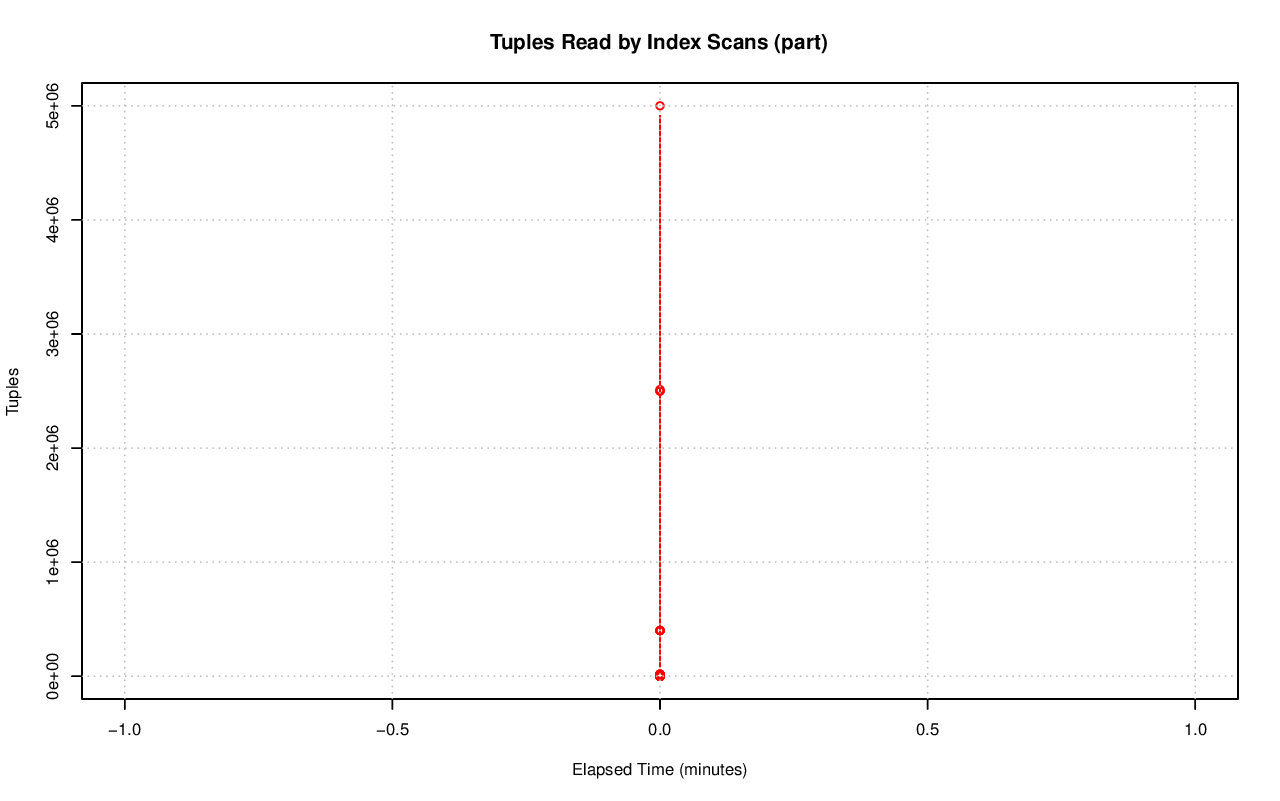 Tuples Read by Index Scans (part)
5e+06
4e+06
3e+06
2e+06
1e+06
0e+00
Tuples
−1.0
−0.5
0.0
0.5
1.0
Elapsed Time (minutes)